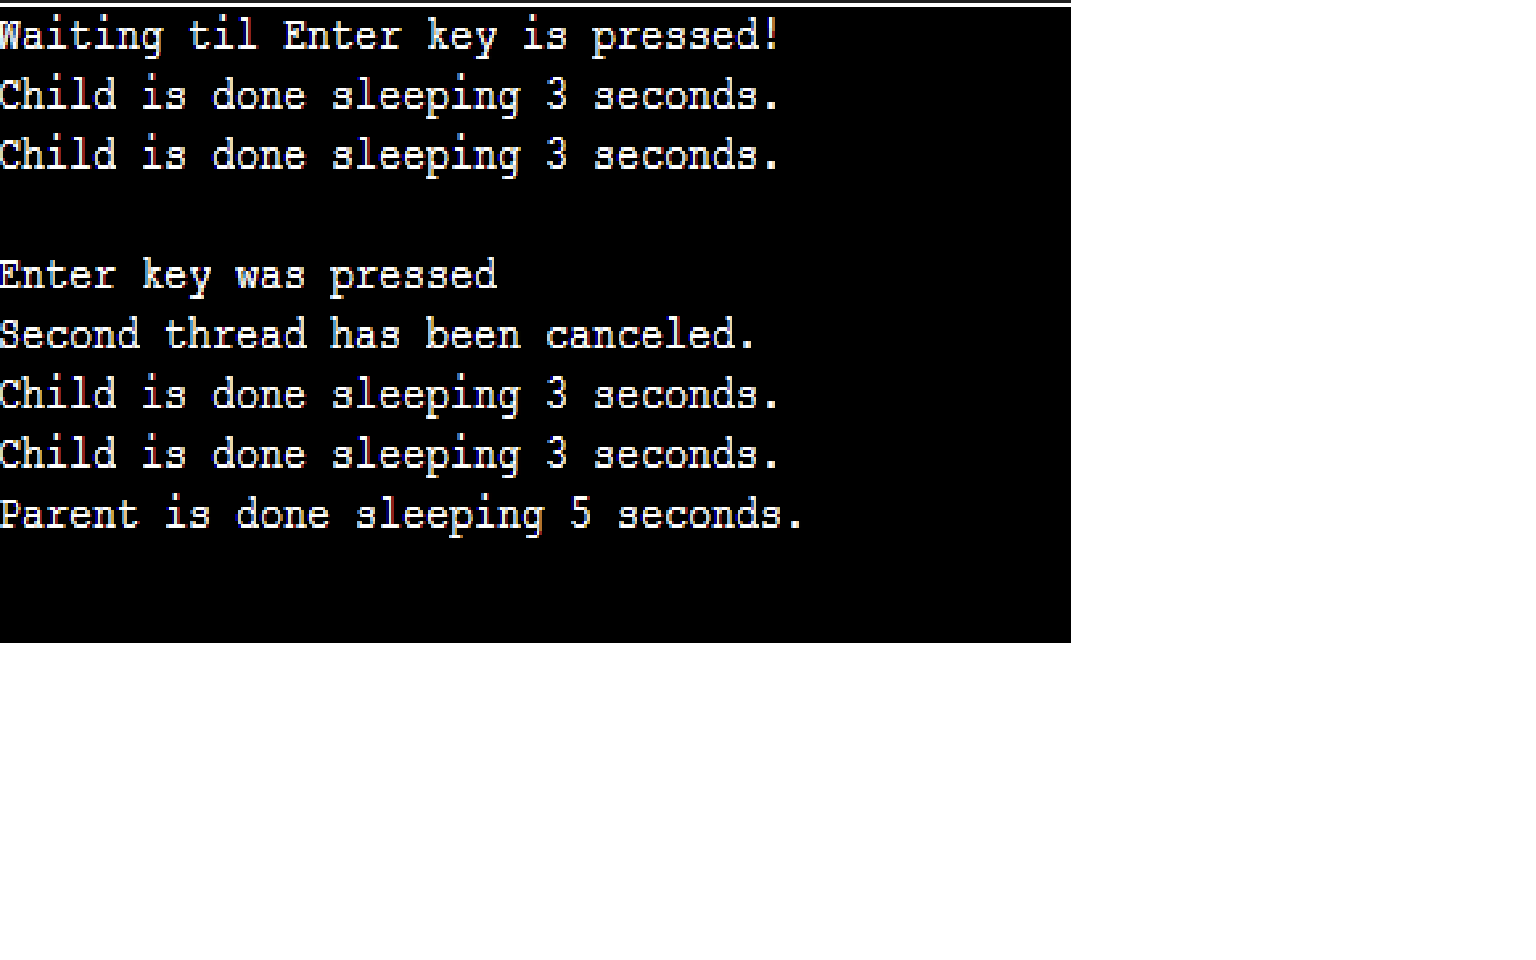 Waiting til Enter key is pressed!
Child is done sleeping 3 seconds.
Child is done sleeping 3 seconds.
Enter key was pressed
Second thread has been canceled.
Child is done sleeping 3 seconds.
Child is done sleeping 3 seconds.
Parent is done sleeping 5 seconds.